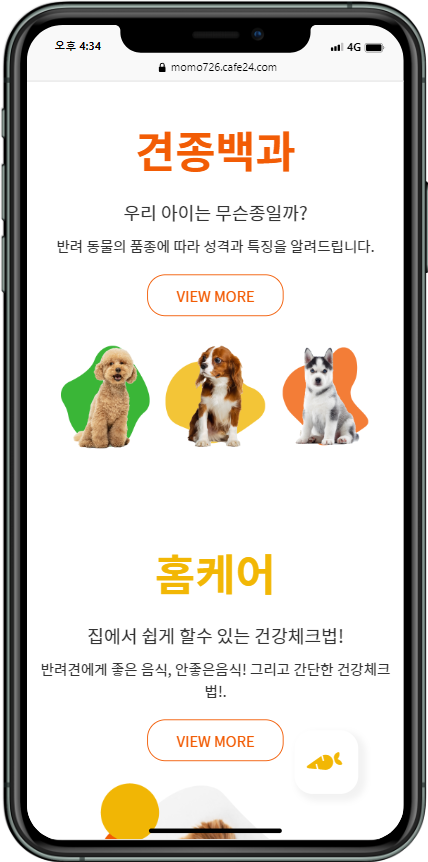 오후 4:34
4G
momo726.cafe24.com
견종백과
우리 아이는 무슨종일까?
반려 동물의 품종에 따라 성격과 특징을 알려드립니다.
VIEW MORE
홈케어
집에서 쉽게 할수 있는 건강체크법!
반려견에게 좋은 음식, 안좋은음식! 그리고 간단한 건강체크
법!.
VIEW MORE